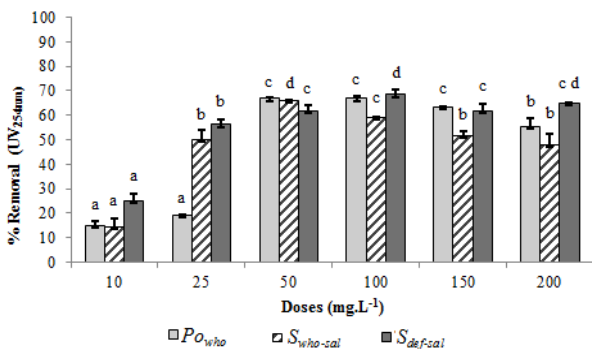 100
90
80
70
60
50
40
30
20
10
0
% Removal (UV254nm)
a a a
a b b
c d c
c c d
c b c
b b c d
10 25 50 100 150 200
Doses (mg.L-1)
Powho Swho-sal Sdef-sal